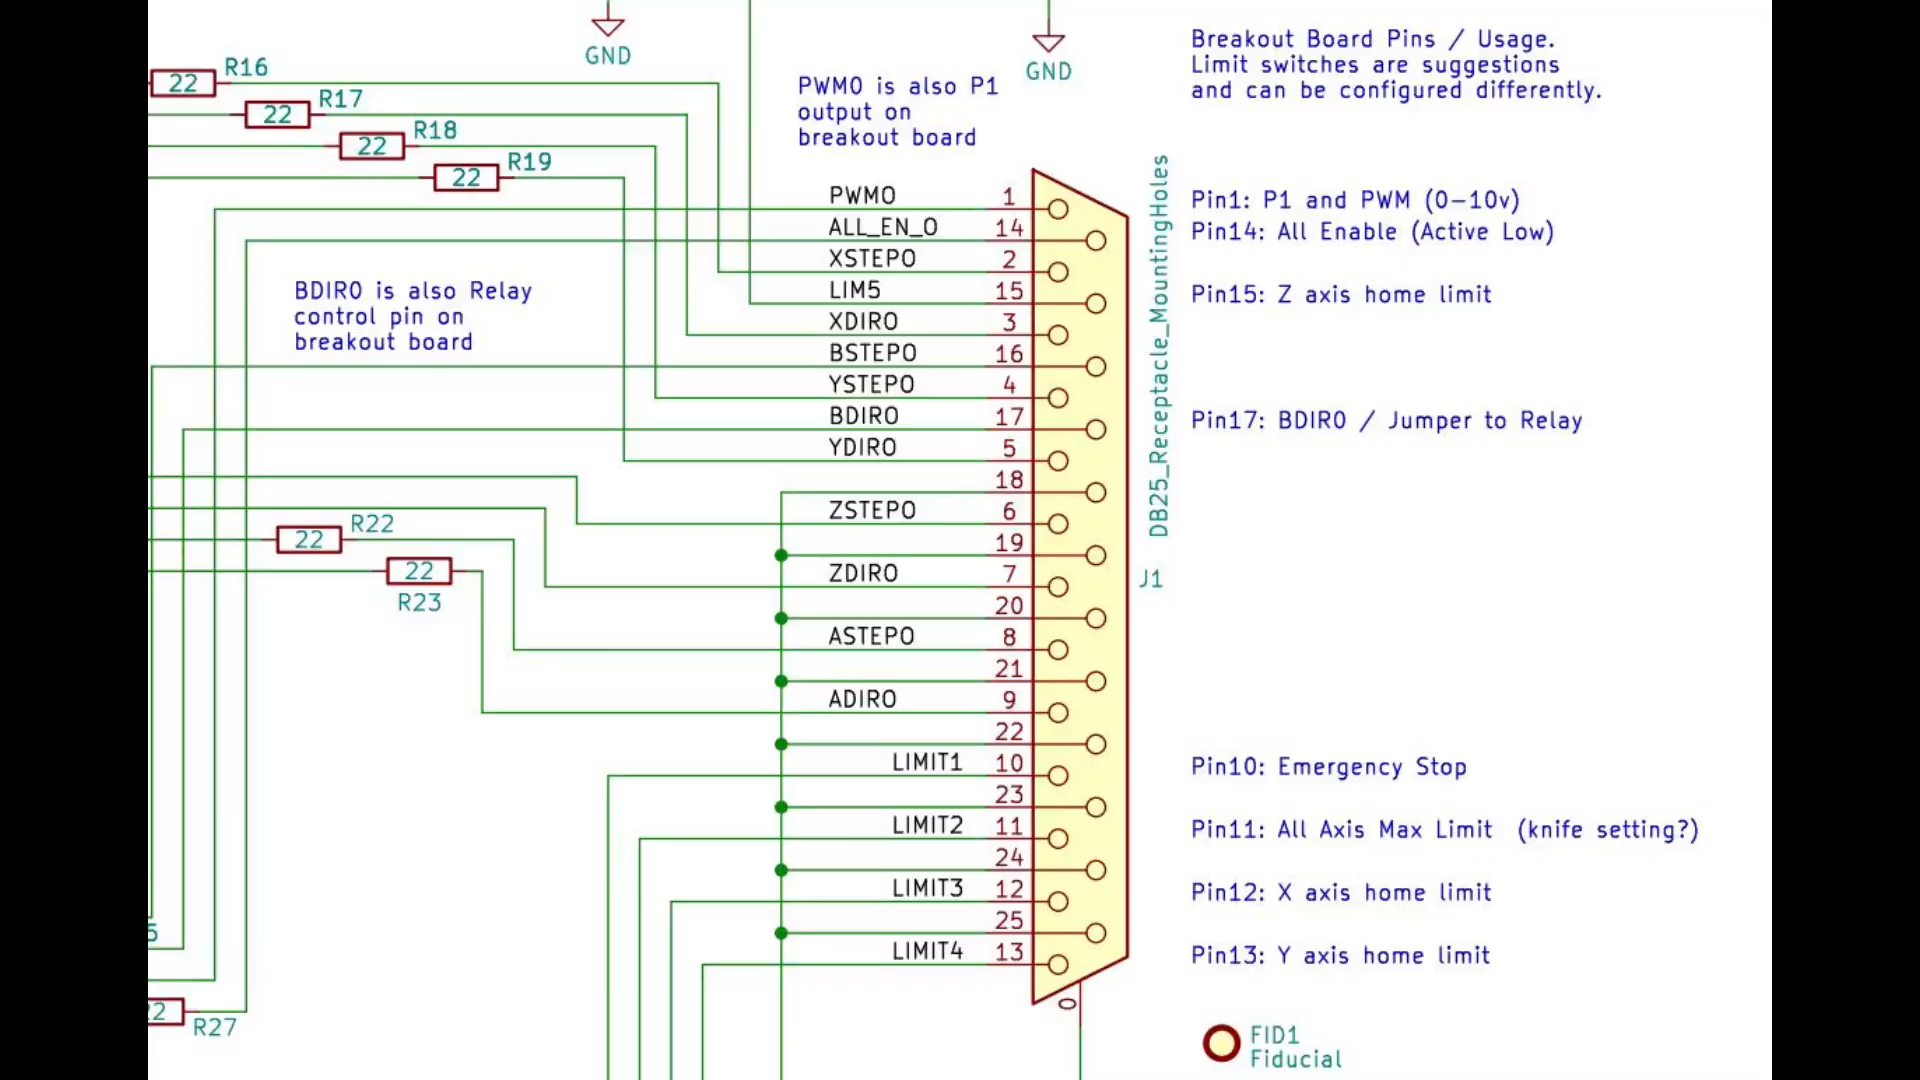 GND
GND
Breakout Board Pins / Usage.
Limit switches are suggestions
and can be configured differently.
22 R16
22 R17
22 R18
22 R19
PWM0 is also P1
output on
breakout board
BDIR0 is also Relay
control pin on
breakout board
PWMO 1
ALL_EN_O 14
XSTEPO 2
LIM5 15
XDIRO 3
BSTEPO 16
YSTEPO 4
BDIRO 17
YDIRO 5
18
ZSTEPO 6
19
ZDIRO 7
20
ASTEPO 8
21
ADIRO 9
22
LIMIT1 10
23
LIMIT2 11
24
LIMIT3 12
25
LIMIT4 13
0
22 R22
22
R23
R27
DB25_Receptacle_MountingHoles
J1
Pin1: P1 and PWM (0-10v)
Pin14: All Enable (Active Low)
Pin15: Z axis home limit
Pin17: BDIR0 / Jumper to Relay
Pin10: Emergency Stop
Pin11: All Axis Max Limit (knife setting?)
Pin12: X axis home limit
Pin13: Y axis home limit
FID1
Fiducial